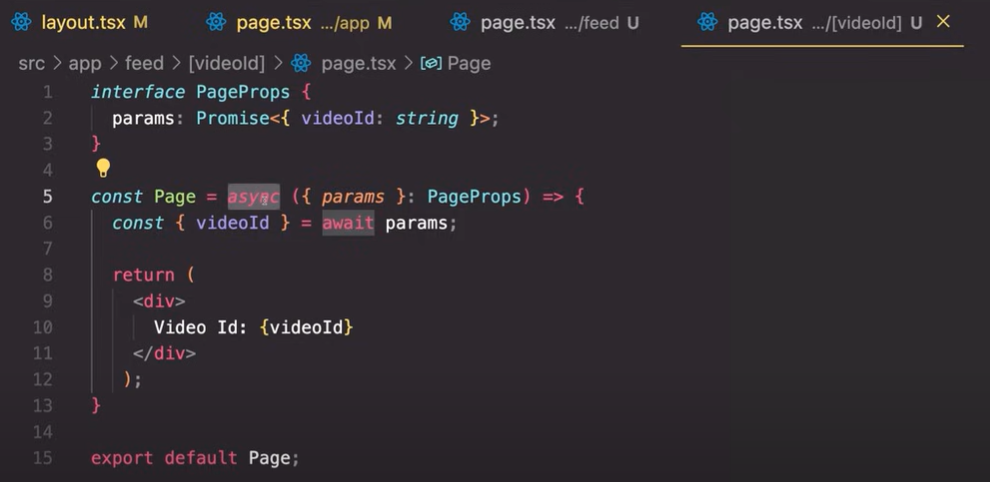 layout.tsx M page.tsx .../app M page.tsx .../feed U page.tsx .../[videoId] U
src > app > feed > [videoId] > page.tsx > Page
1 interface PageProps {
2 params: Promise<{ videoId: string }>;
3 }
4
5 const Page = async ({ params }: PageProps) => {
6 const { videoId } = await params;
7
8 return (
9 <div>
10 Video Id: {videoId}
11 </div>
12 );
13 }
14
15 export default Page;